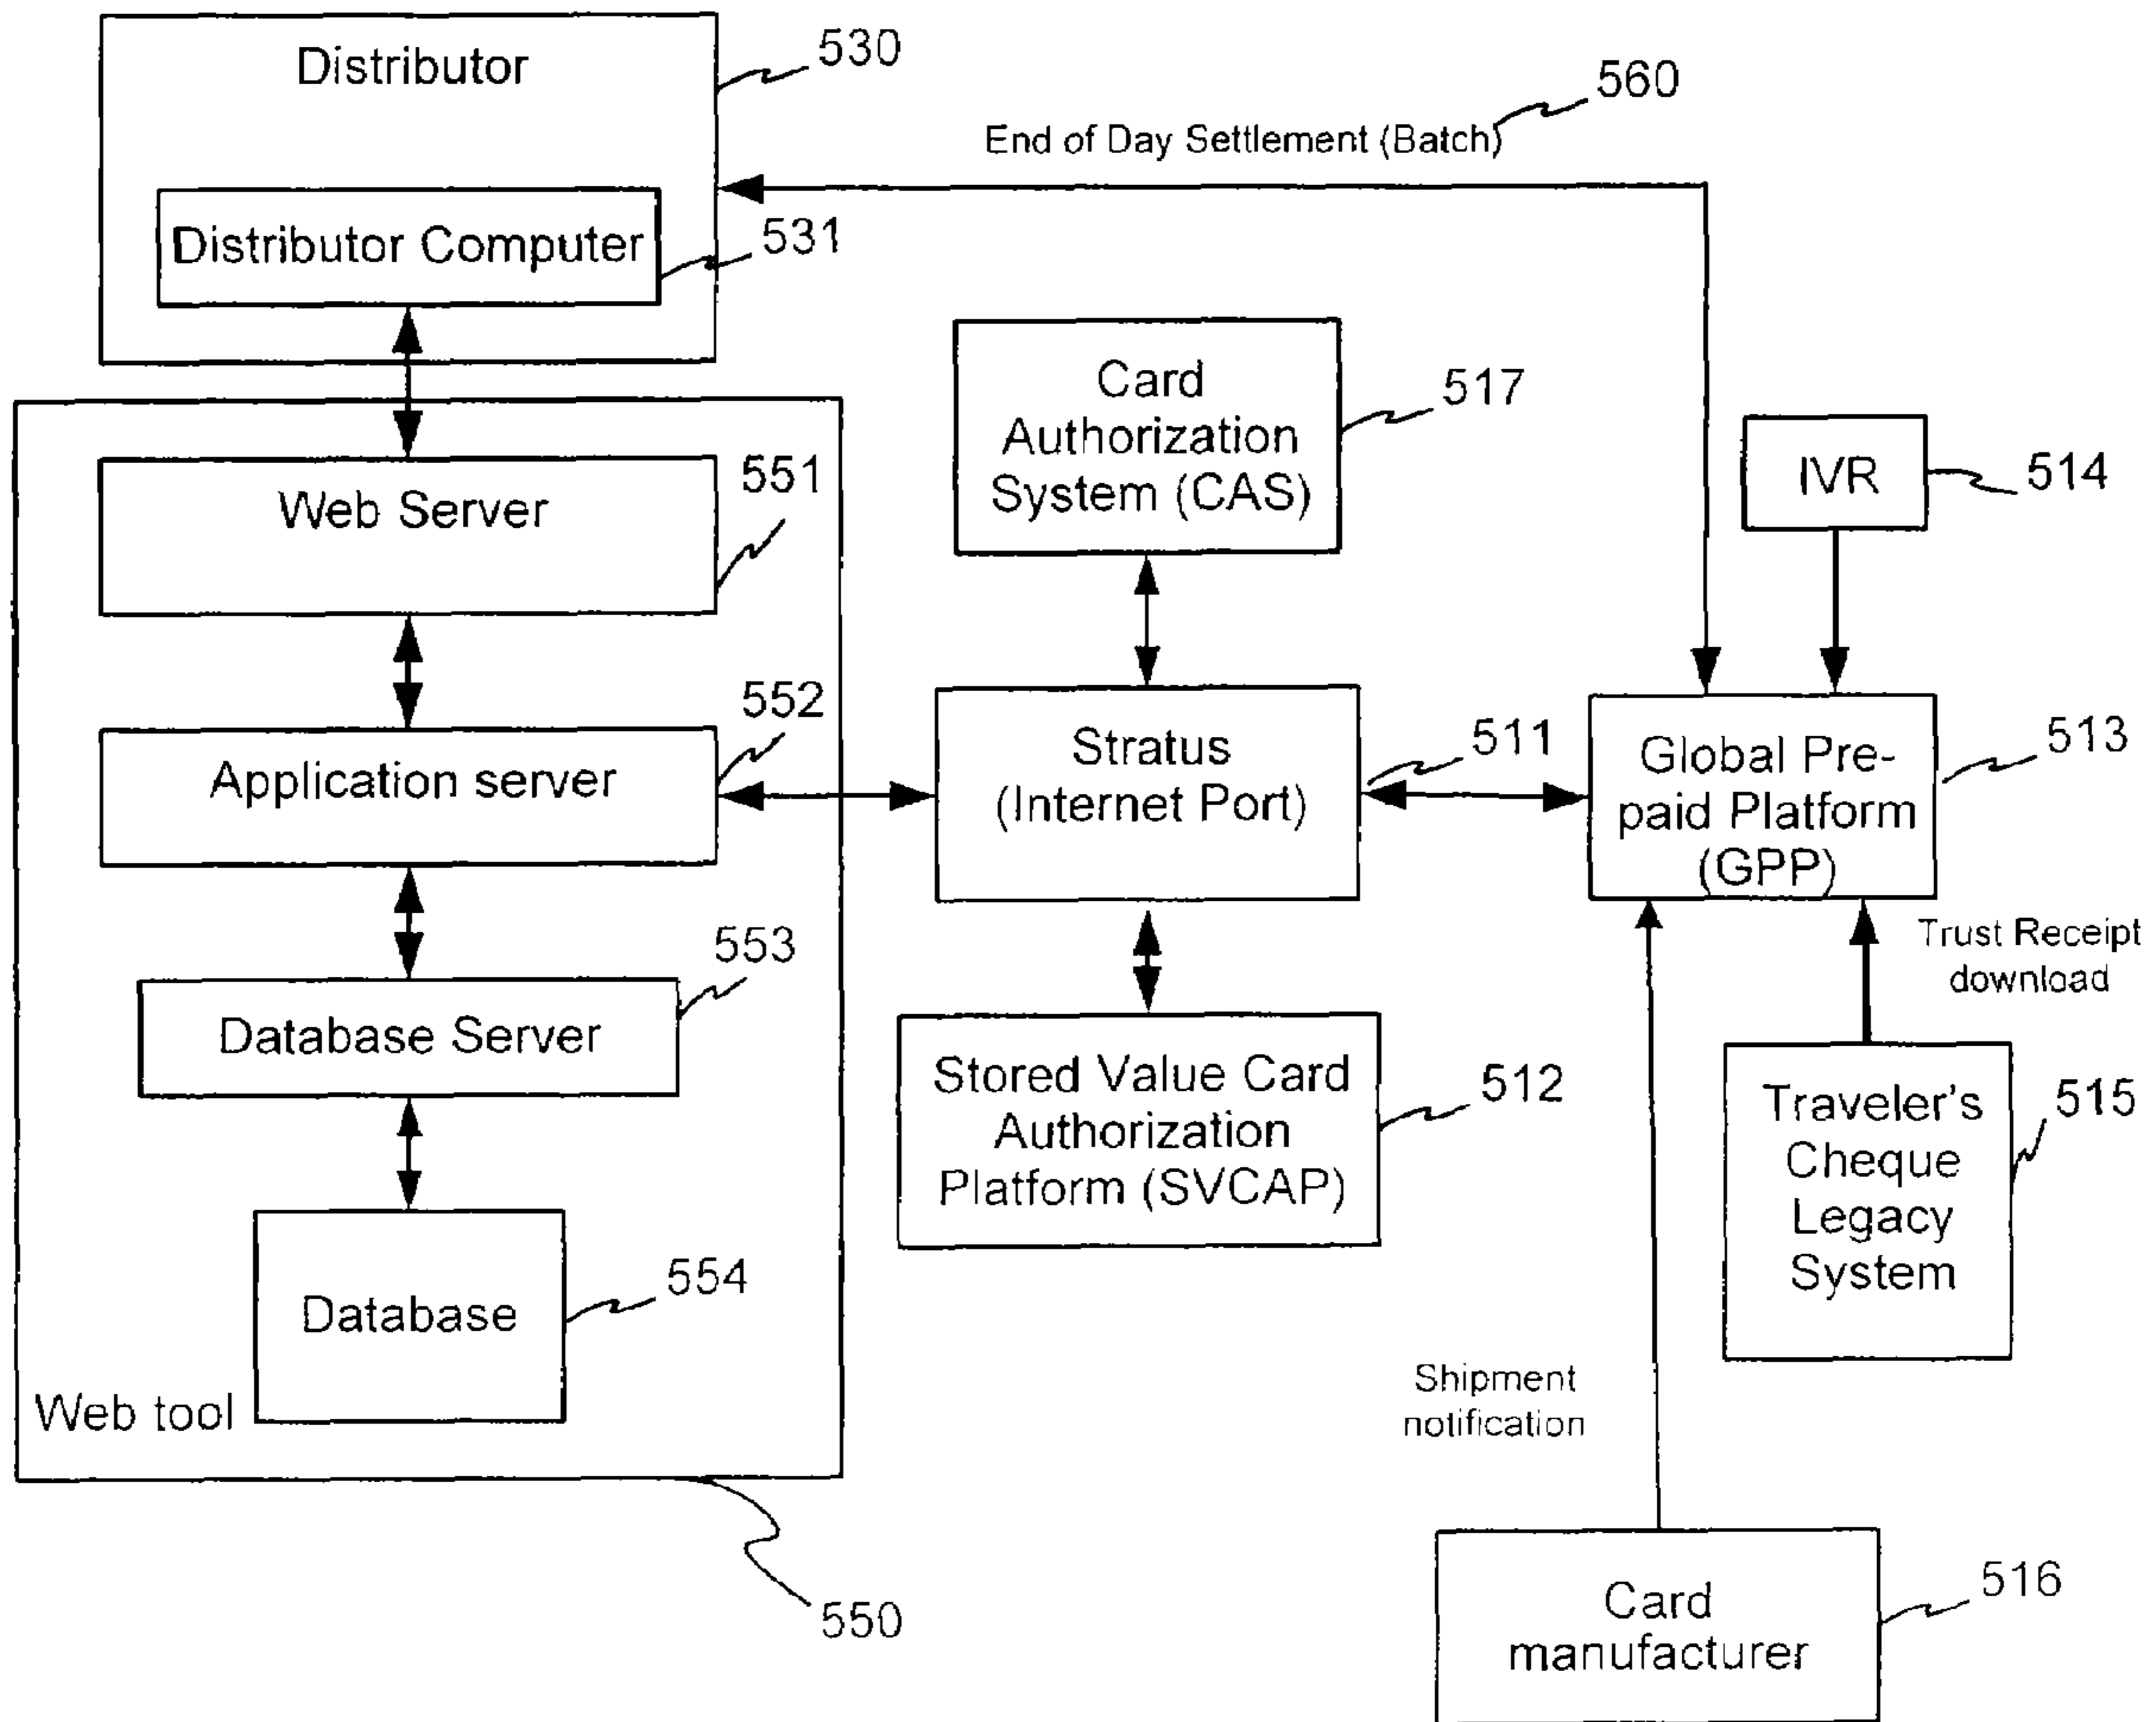 Distributor
530
560
End of Day Settlement (Batch)
Distributor Computer
531
Card
Authorization
System (CAS)
517
IVR
514
Web Server
551
552
Application server
Stratus
(Internet Port)
511
Global Pre-
paid Platform
(GPP)
513
553
Database Server
Trust Receipt
download
Stored Value Card
Authorization
Platform (SVCAP)
512
Traveler's
Cheque
Legacy
System
515
Database
554
Web tool
Shipment
notification
550
Card
manufacturer
516